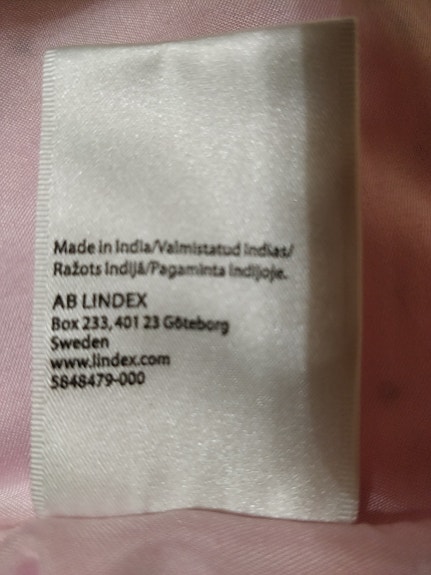 Made in India/Valmistatud Indias/
Ražots Indijā/Pagaminta Indijoje.
AB LINDEX
Box 233, 401 23 Göteborg
Sweden
www.lindex.com
5848479-000